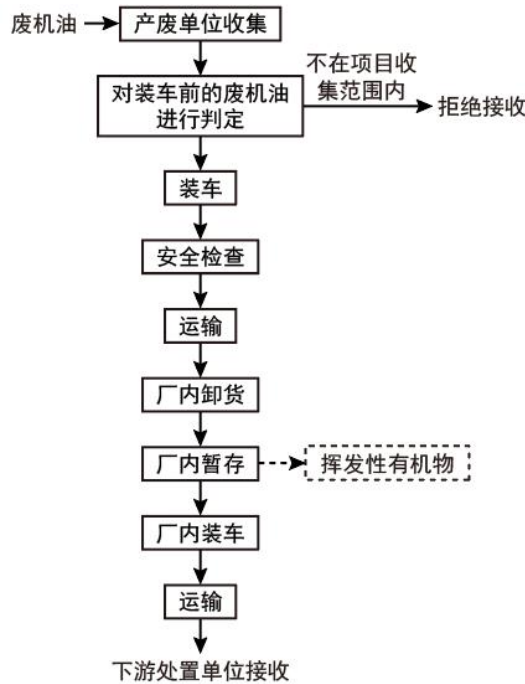 废机油
产废单位收集
不在项目收
集范围内
对装车前的废机油
进行判定
拒绝接收
装车
安全检查
运输
厂内卸货
厂内暂存
挥发性有机物
厂内装车
运输
下游处置单位接收